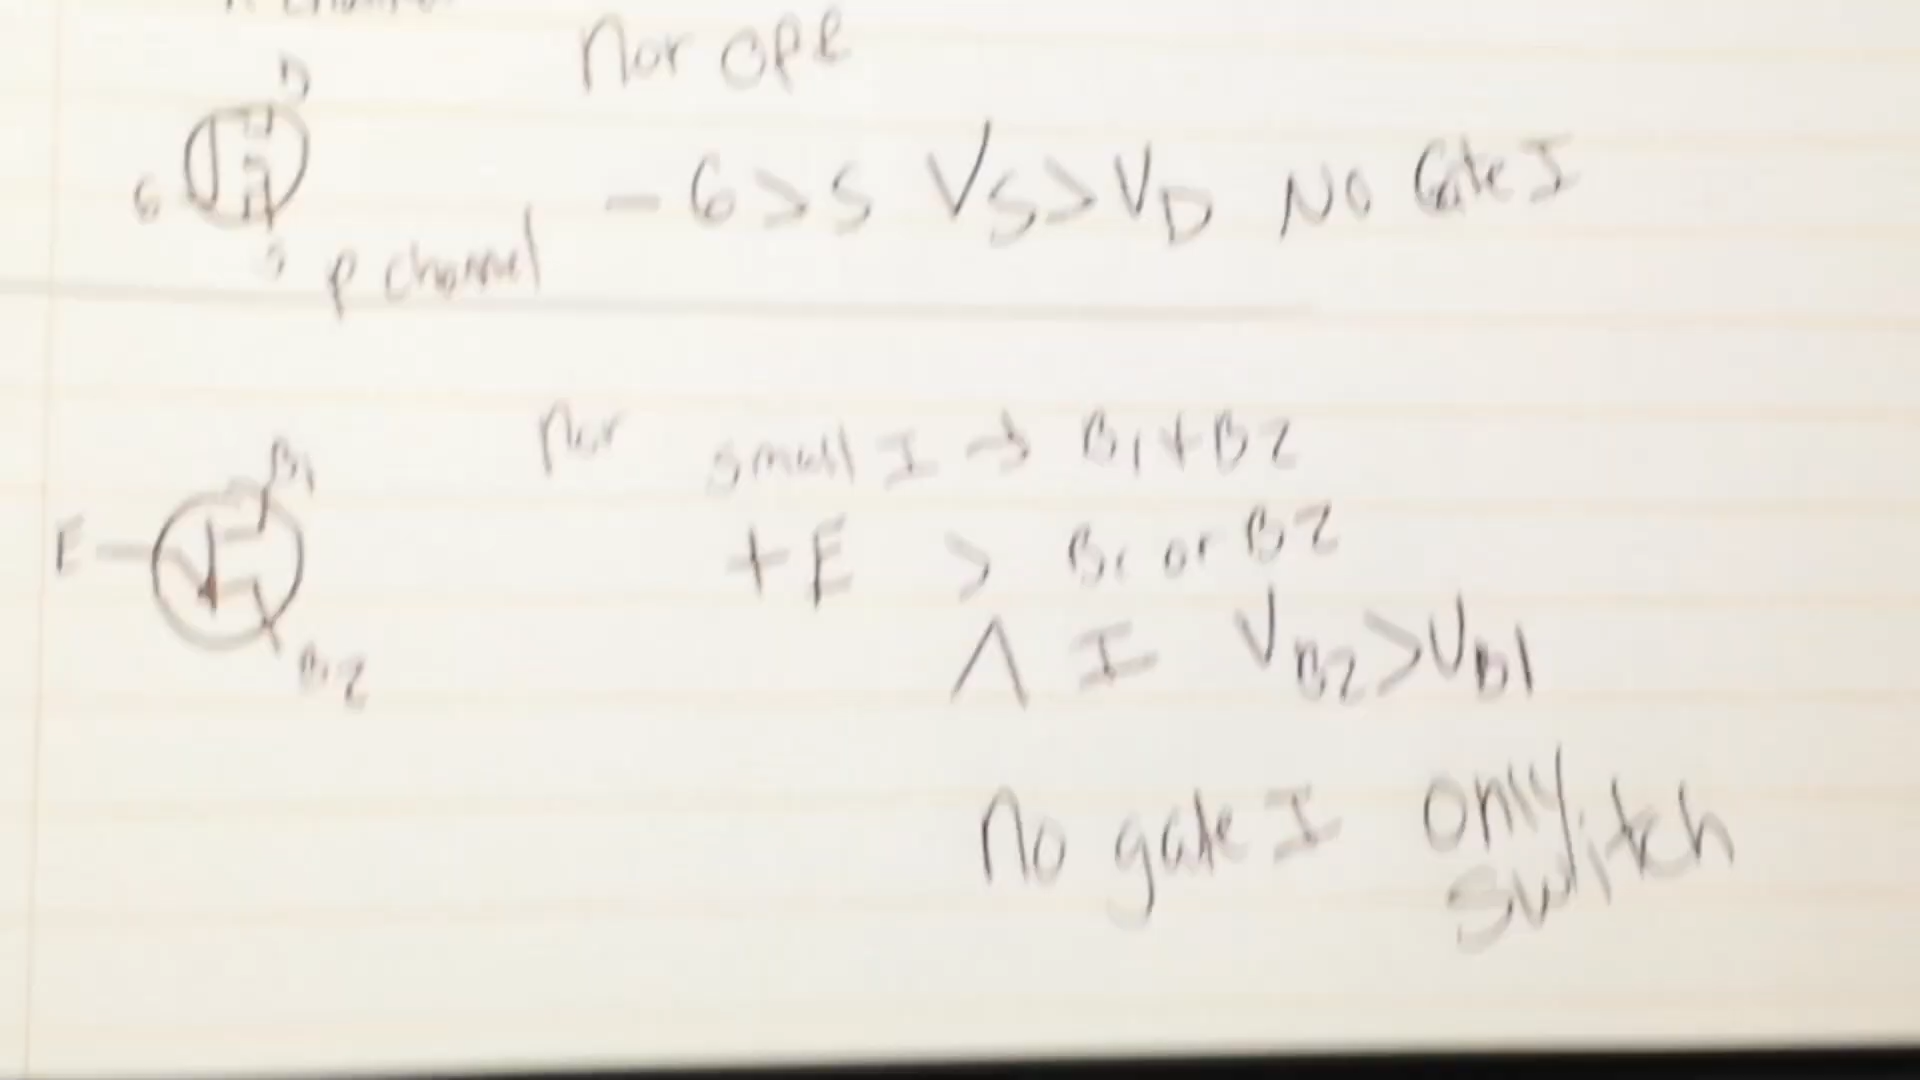 Nor OPR
D
G
- G > S VS > VD No Gate I
S P channel
Nor small I → B1 + B2
B1
E
+ E > B1 or B2
B2
Λ I VB2 > VB1
No gate I only
switch